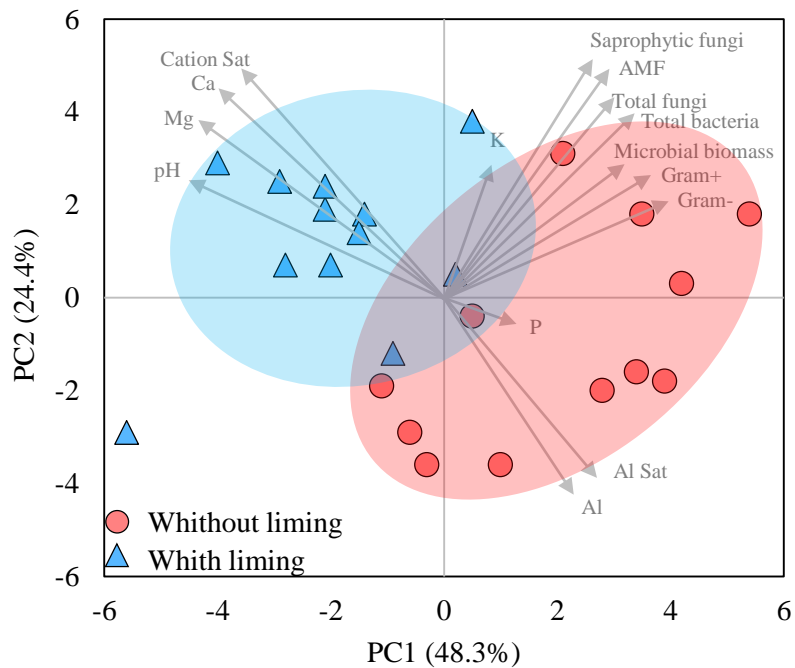 6
4
2
0
-2
-4
-6
PC2 (24.4%)
Saprophytic fungi
AMF
Total fungi
Total bacteria
Microbial biomass
Gram+
Gram-
Cation Sat
Ca
Mg
pH
K
P
Al Sat
Al
Whithout liming
Whith liming
-6
-4
-2
0
2
4
6
PC1 (48.3%)